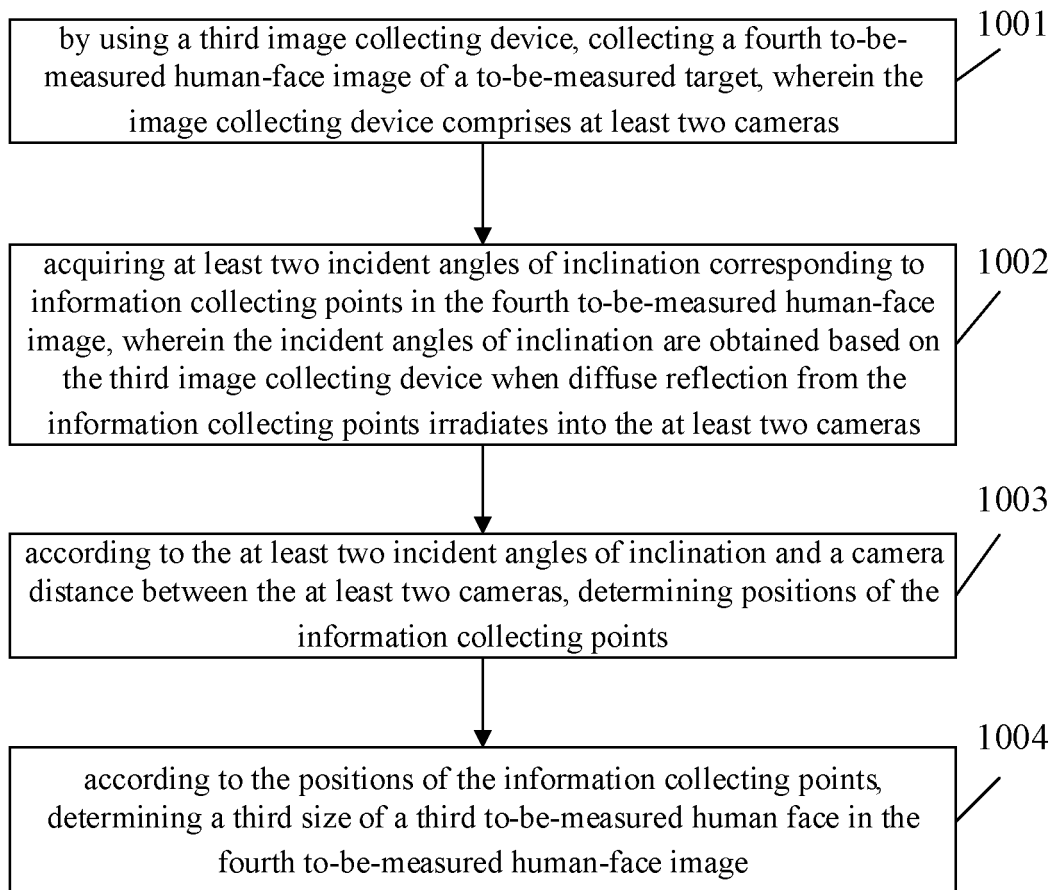 by using a third image collecting device, collecting a fourth to-be-
measured human-face image of a to-be-measured target, wherein the
image collecting device comprises at least two cameras
1001
acquiring at least two incident angles of inclination corresponding to
information collecting points in the fourth to-be-measured human-face
image, wherein the incident angles of inclination are obtained based on
the third image collecting device when diffuse reflection from the
information collecting points irradiates into the at least two cameras
1002
according to the at least two incident angles of inclination and a camera
distance between the at least two cameras, determining positions of the
information collecting points
1003
according to the positions of the information collecting points,
determining a third size of a third to-be-measured human face in the
fourth to-be-measured human-face image
1004